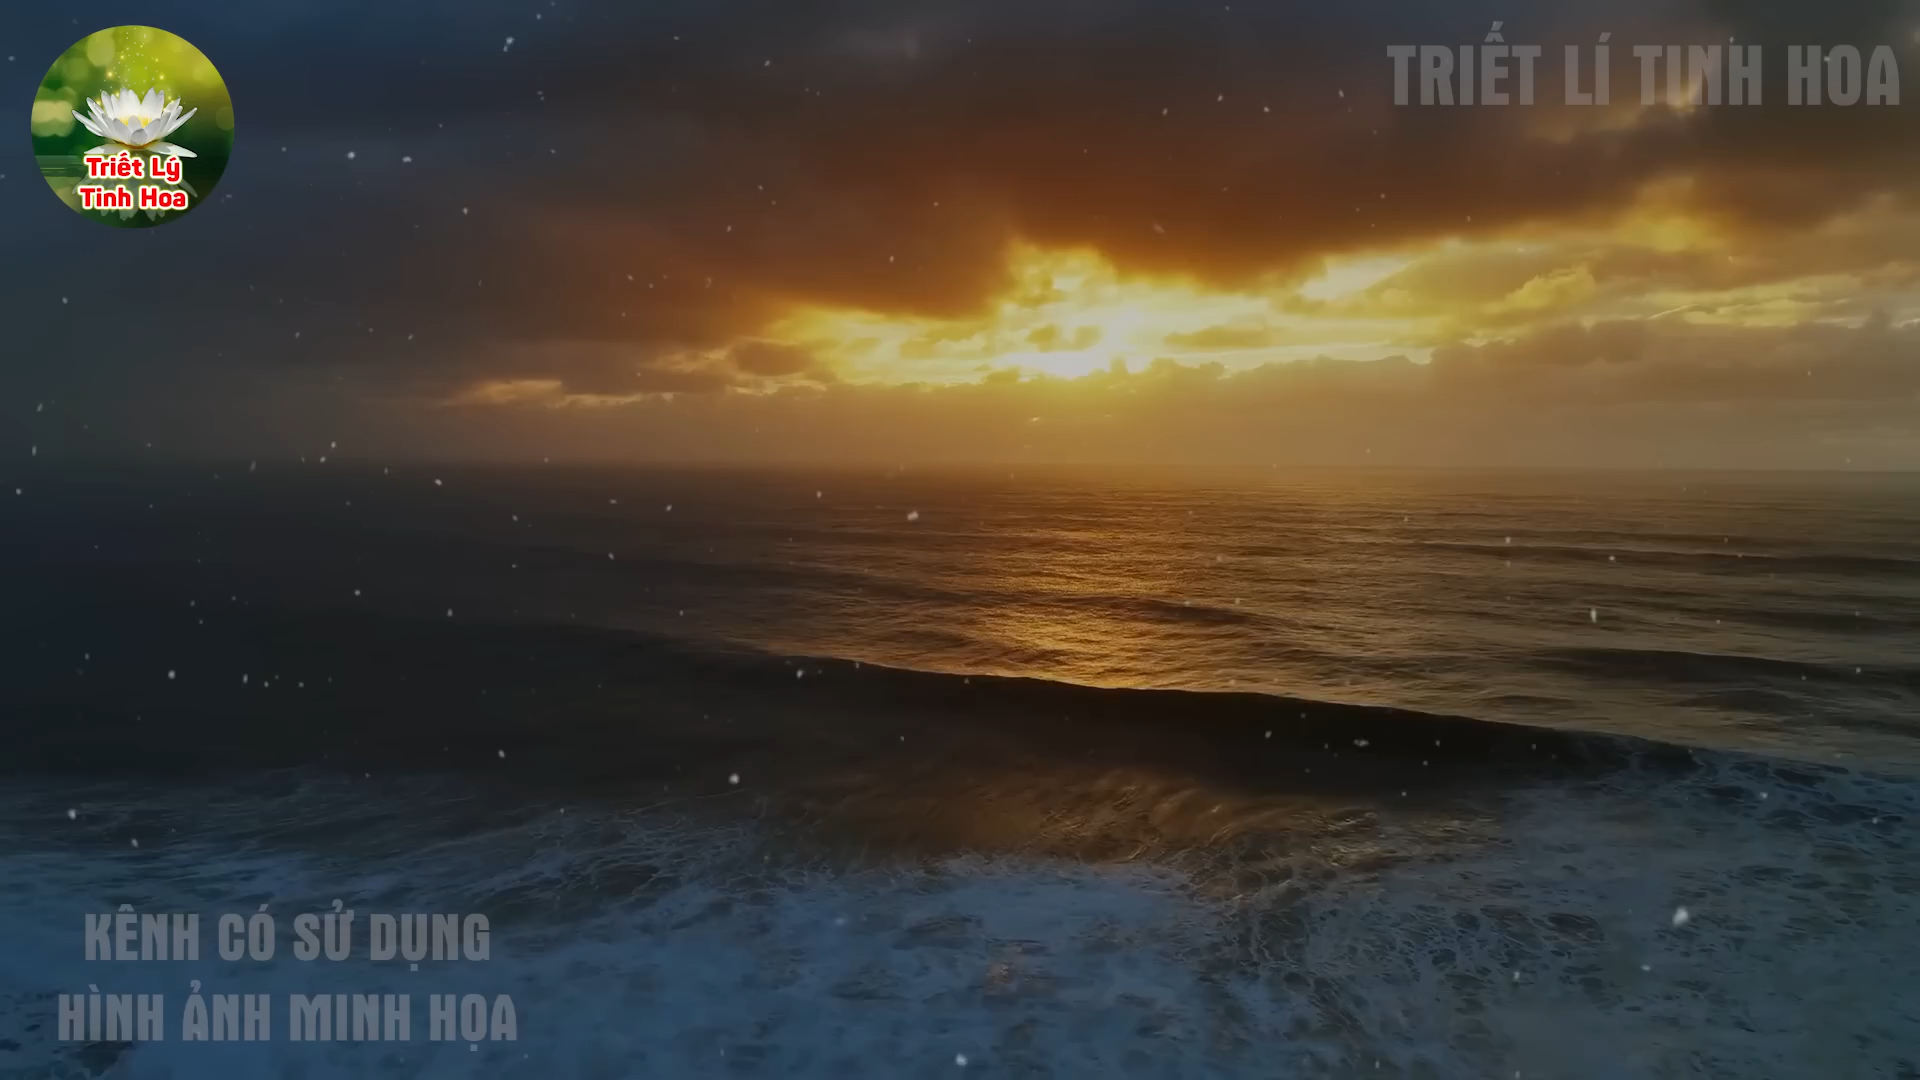 Triết Lý
Tinh Hoa
TRIẾT LÍ TINH HOA
KÊNH CÓ SỬ DỤNG
HÌNH ẢNH MINH HỌA